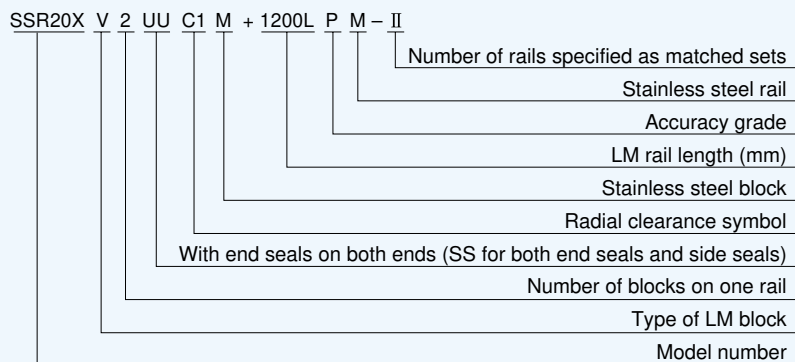 SSR20X V 2 UU C1 M + 1200L P M – Ⅱ
Number of rails specified as matched sets
Stainless steel rail
Accuracy grade
LM rail length (mm)
Stainless steel block
Radial clearance symbol
With end seals on both ends (SS for both end seals and side seals)
Number of blocks on one rail
Type of LM block
Model number